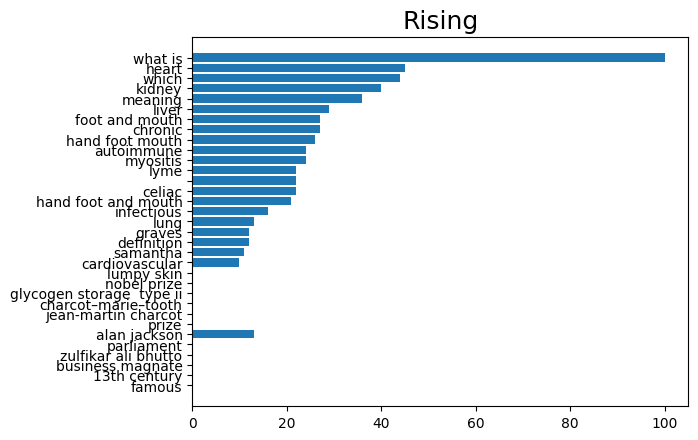 Rising
what is
heart
which
kidney
meaning
liver
foot and mouth
chronic
hand foot mouth
autoimmune
myositis
lyme
celiac
hand foot and mouth
infectious
lung
graves
definition
samantha
cardiovascular
lumpy skin
nobel prize
glycogen storage  type ii
charcot–marie–tooth
jean-martin charcot
prize
alan jackson
parliament
zulfikar ali bhutto
business magnate
13th century
famous
0 20 40 60 80 100